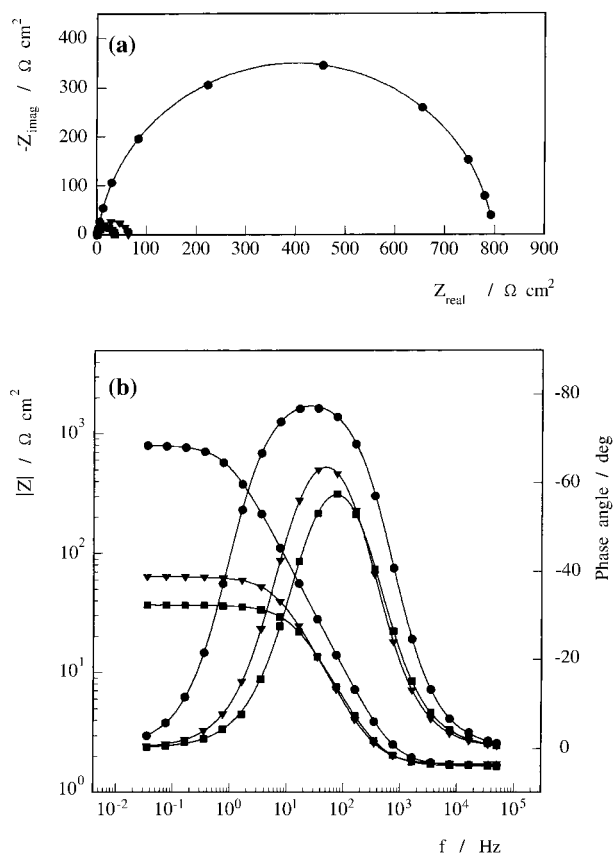 (a)
400
300
200
100
0
-Z_imag / Ω cm²
0 100 200 300 400 500 600 700 800 900
Z_real / Ω cm²
(b)
10³
10²
10¹
10⁰
|Z| / Ω cm²
-80
-60
-40
-20
0
Phase angle / deg
10⁻² 10⁻¹ 10⁰ 10¹ 10² 10³ 10⁴ 10⁵
f / Hz